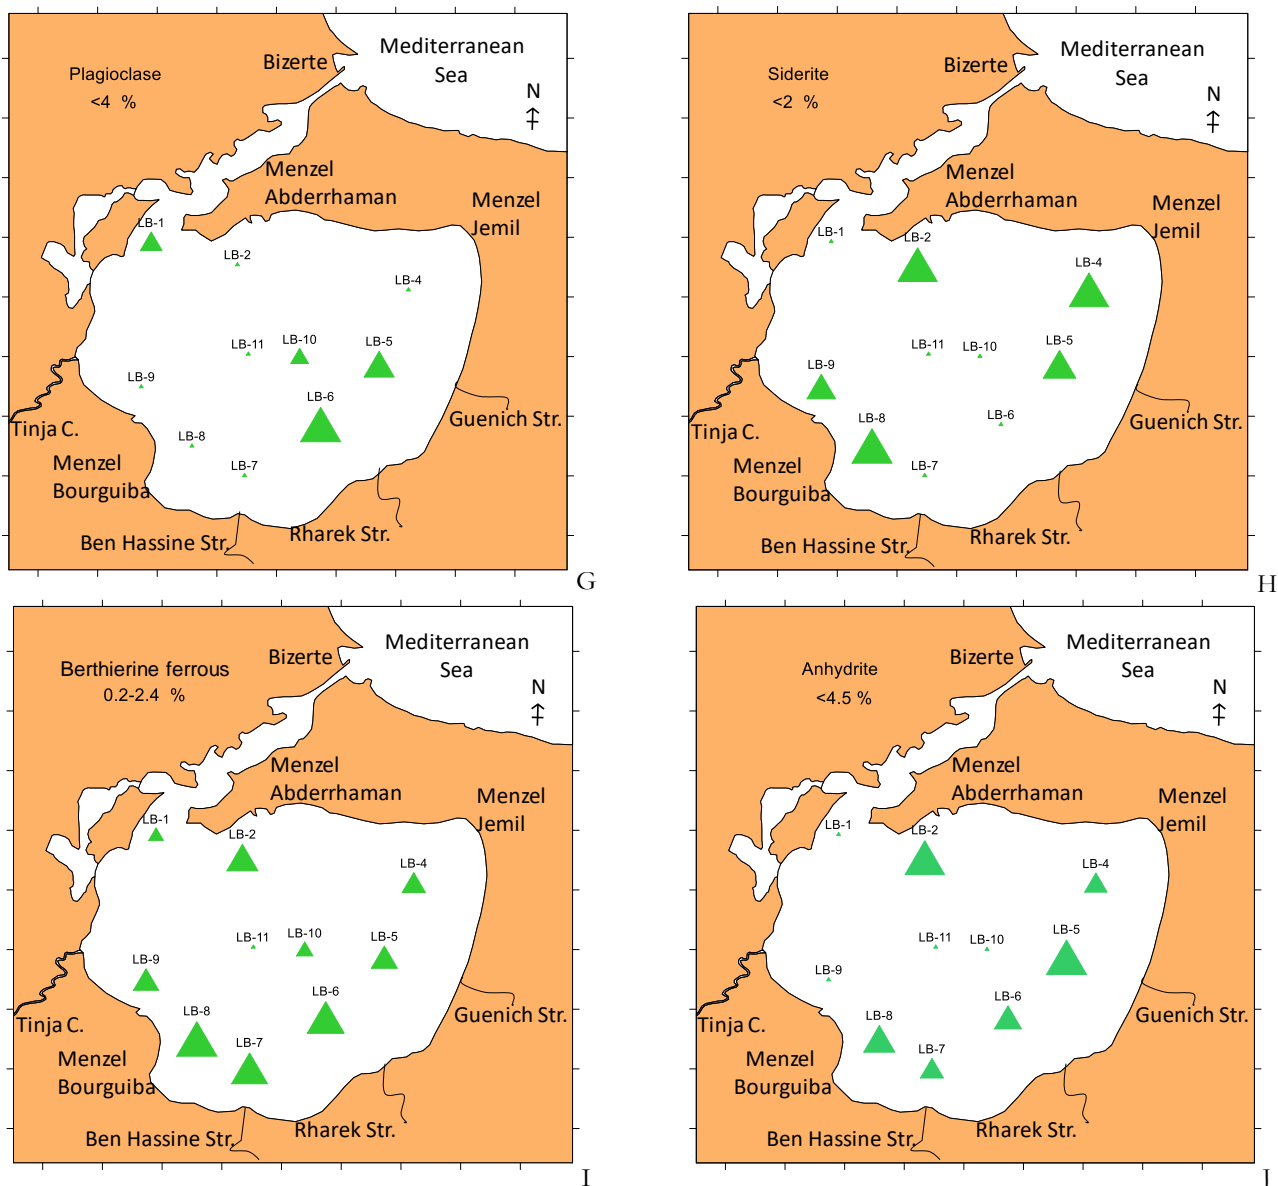 Mediterranean
Sea
Bizerte
Plagioclase
<4 %
N
Menzel
Abderrhaman
Menzel
Jemil
LB-1
LB-2
LB-4
LB-11
LB-10
LB-5
LB-9
LB-6
LB-8
LB-7
Guenich Str.
Tinja C.
Menzel
Bourguiba
Rharek Str.
Ben Hassine Str.
G
Mediterranean
Sea
Bizerte
Siderite
<2 %
N
Menzel
Abderrhaman
Menzel
Jemil
LB-1
LB-2
LB-4
LB-11
LB-10
LB-5
LB-9
LB-6
LB-8
LB-7
Guenich Str.
Tinja C.
Menzel
Bourguiba
Rharek Str.
Ben Hassine Str.
H
Mediterranean
Sea
Bizerte
Berthierine ferrous
0.2-2.4 %
N
Menzel
Abderrhaman
Menzel
Jemil
LB-1
LB-2
LB-4
LB-11
LB-10
LB-5
LB-9
LB-6
LB-8
LB-7
Guenich Str.
Tinja C.
Menzel
Bourguiba
Rharek Str.
Ben Hassine Str.
I
Mediterranean
Sea
Bizerte
Anhydrite
<4.5 %
N
Menzel
Abderrhaman
Menzel
Jemil
LB-1
LB-2
LB-4
LB-11
LB-10
LB-5
LB-9
LB-6
LB-8
LB-7
Guenich Str.
Tinja C.
Menzel
Bourguiba
Rharek Str.
Ben Hassine Str.
J